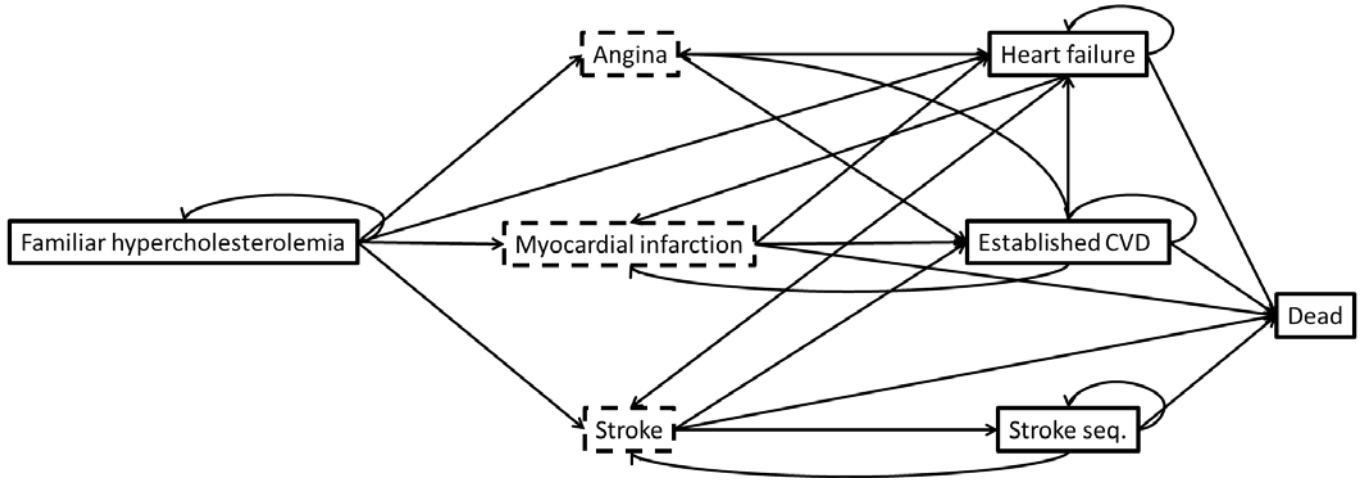 Angina
Heart failure
Familiar hypercholesterolemia
Myocardial infarction
Established CVD
Dead
Stroke
Stroke seq.